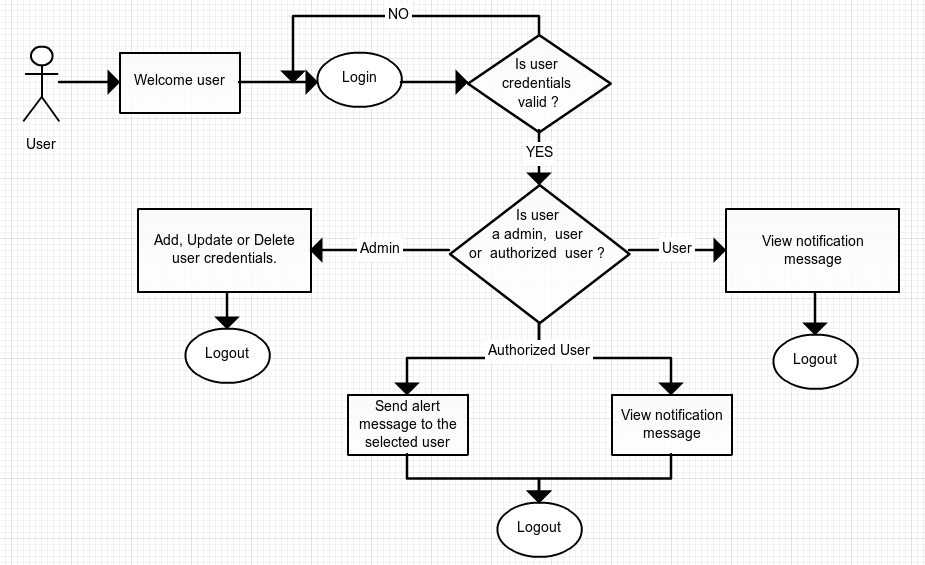 NO
Welcome user
Login
Is user
credentials
valid ?
User
YES
Is user
a admin, user
or authorized user ?
Add, Update or Delete
user credentials.
Admin
User
View notification
message
Logout
Logout
Authorized User
Send alert
message to the
selected user
View notification
message
Logout